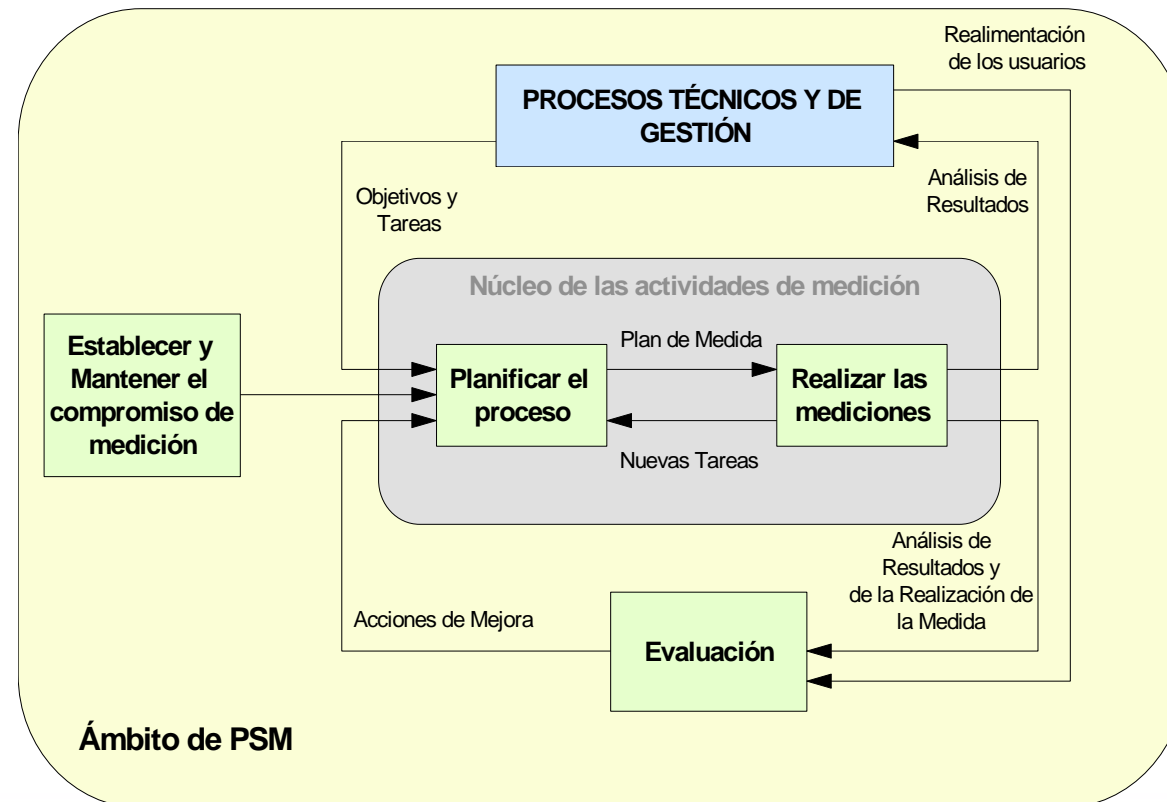 Realimentación
de los usuarios
PROCESOS TÉCNICOS Y DE
GESTIÓN
Análisis de
Resultados
Objetivos y
Tareas
Núcleo de las actividades de medición
Establecer y
Mantener el
compromiso de
medición
Planificar el
proceso
Plan de Medida
Realizar las
mediciones
Nuevas Tareas
Análisis de
Resultados y
de la Realización de
la Medida
Acciones de Mejora
Evaluación
Ámbito de PSM